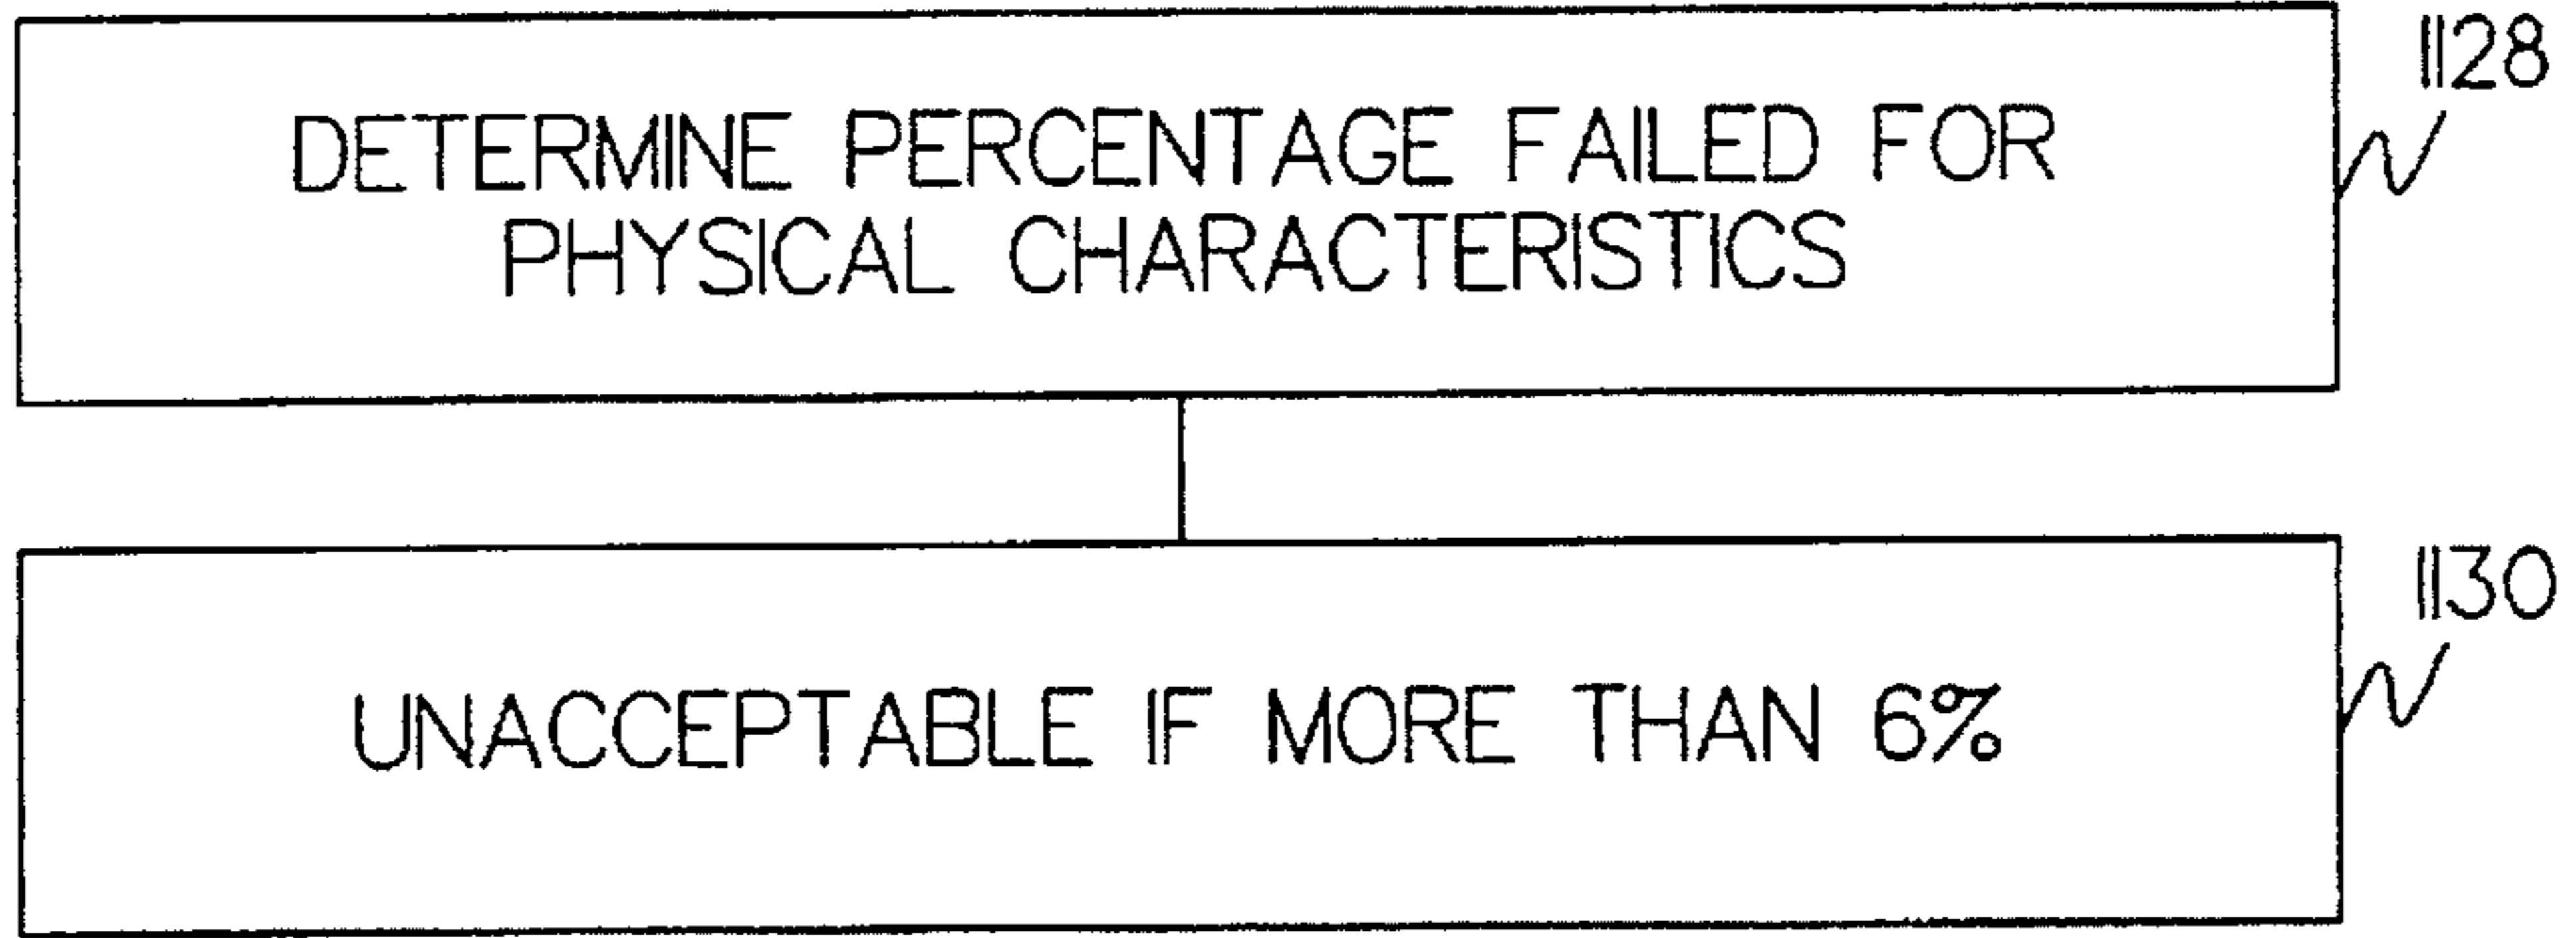 1128
DETERMINE PERCENTAGE FAILED FOR
PHYSICAL CHARACTERISTICS
1130
UNACCEPTABLE IF MORE THAN 6%